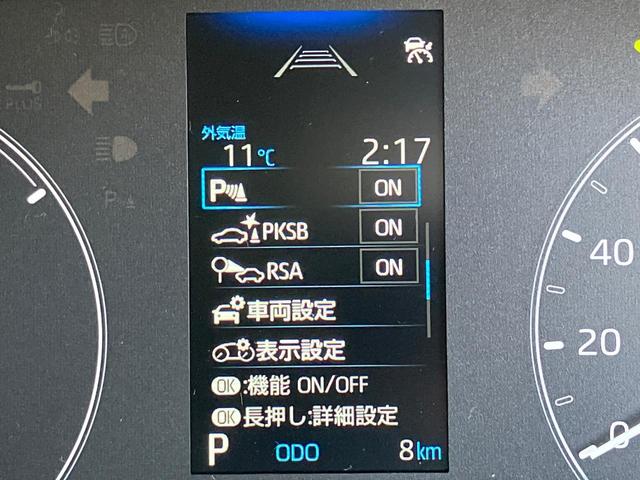 外気温
11℃ 2:17
P ON
PKSB ON
RSA ON
車両設定
表示設定
OK:機能 ON/OFF
OK長押し:詳細設定
P ODO 8km
PLUS
P
40
20
0